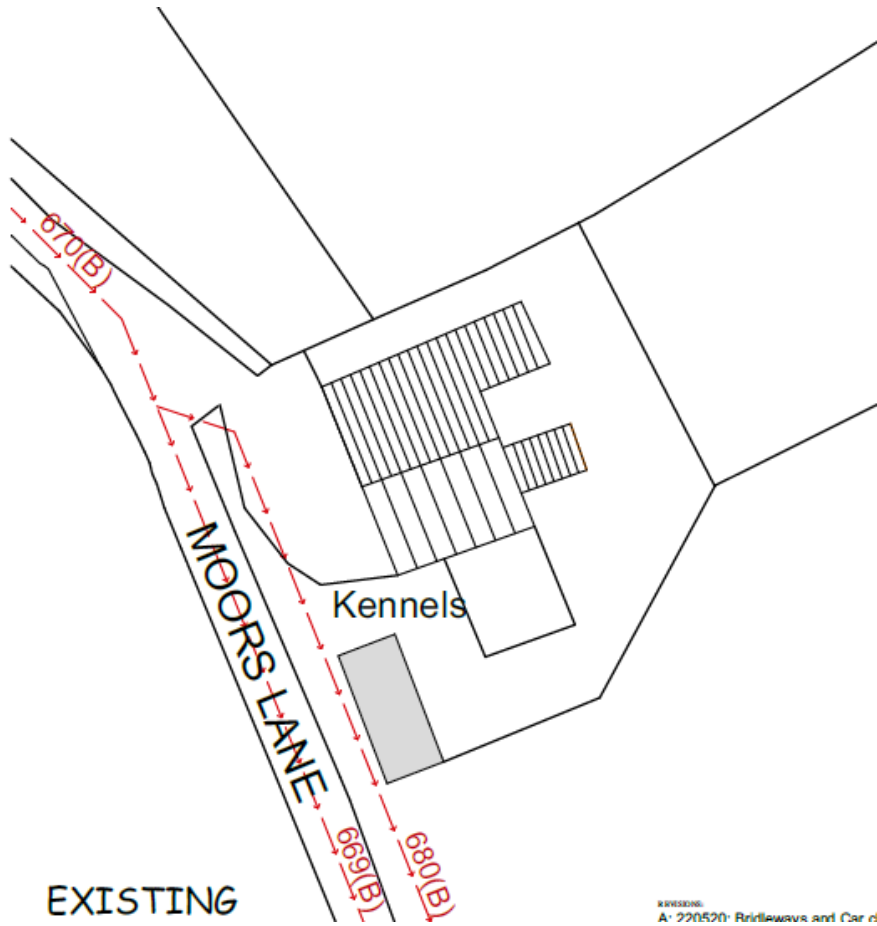 670(B)
MOORS LANE
Kennels
669(B)
680(B)
EXISTING
REVISIONS:
A: 220520: Bridleways and Car